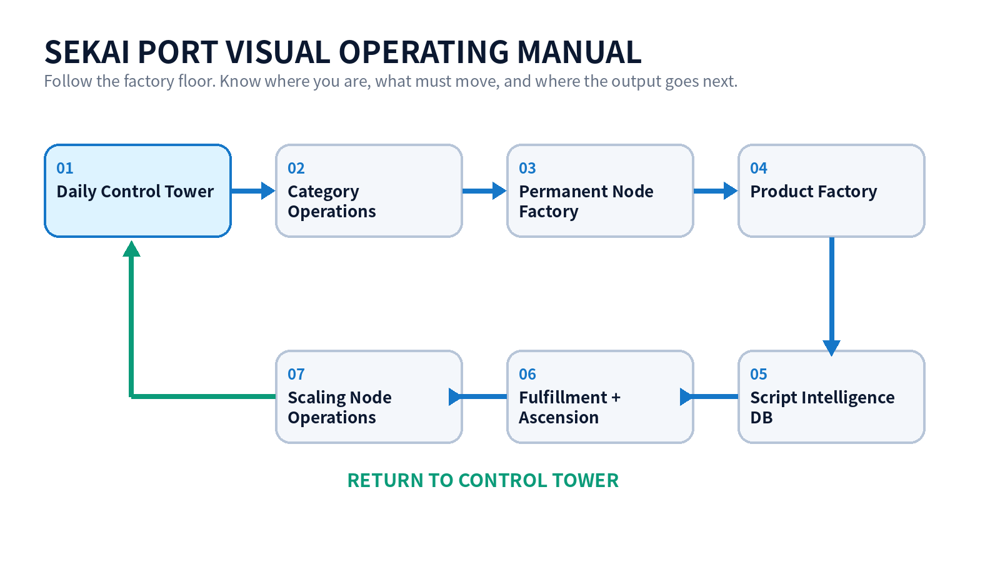 SEKAI PORT VISUAL OPERATING MANUAL
Follow the factory floor. Know where you are, what must move, and where the output goes next.
01
Daily Control Tower
02
Category
Operations
03
Permanent Node
Factory
04
Product Factory
05
Script Intelligence
DB
06
Fulfillment +
Ascension
07
Scaling Node
Operations
RETURN TO CONTROL TOWER